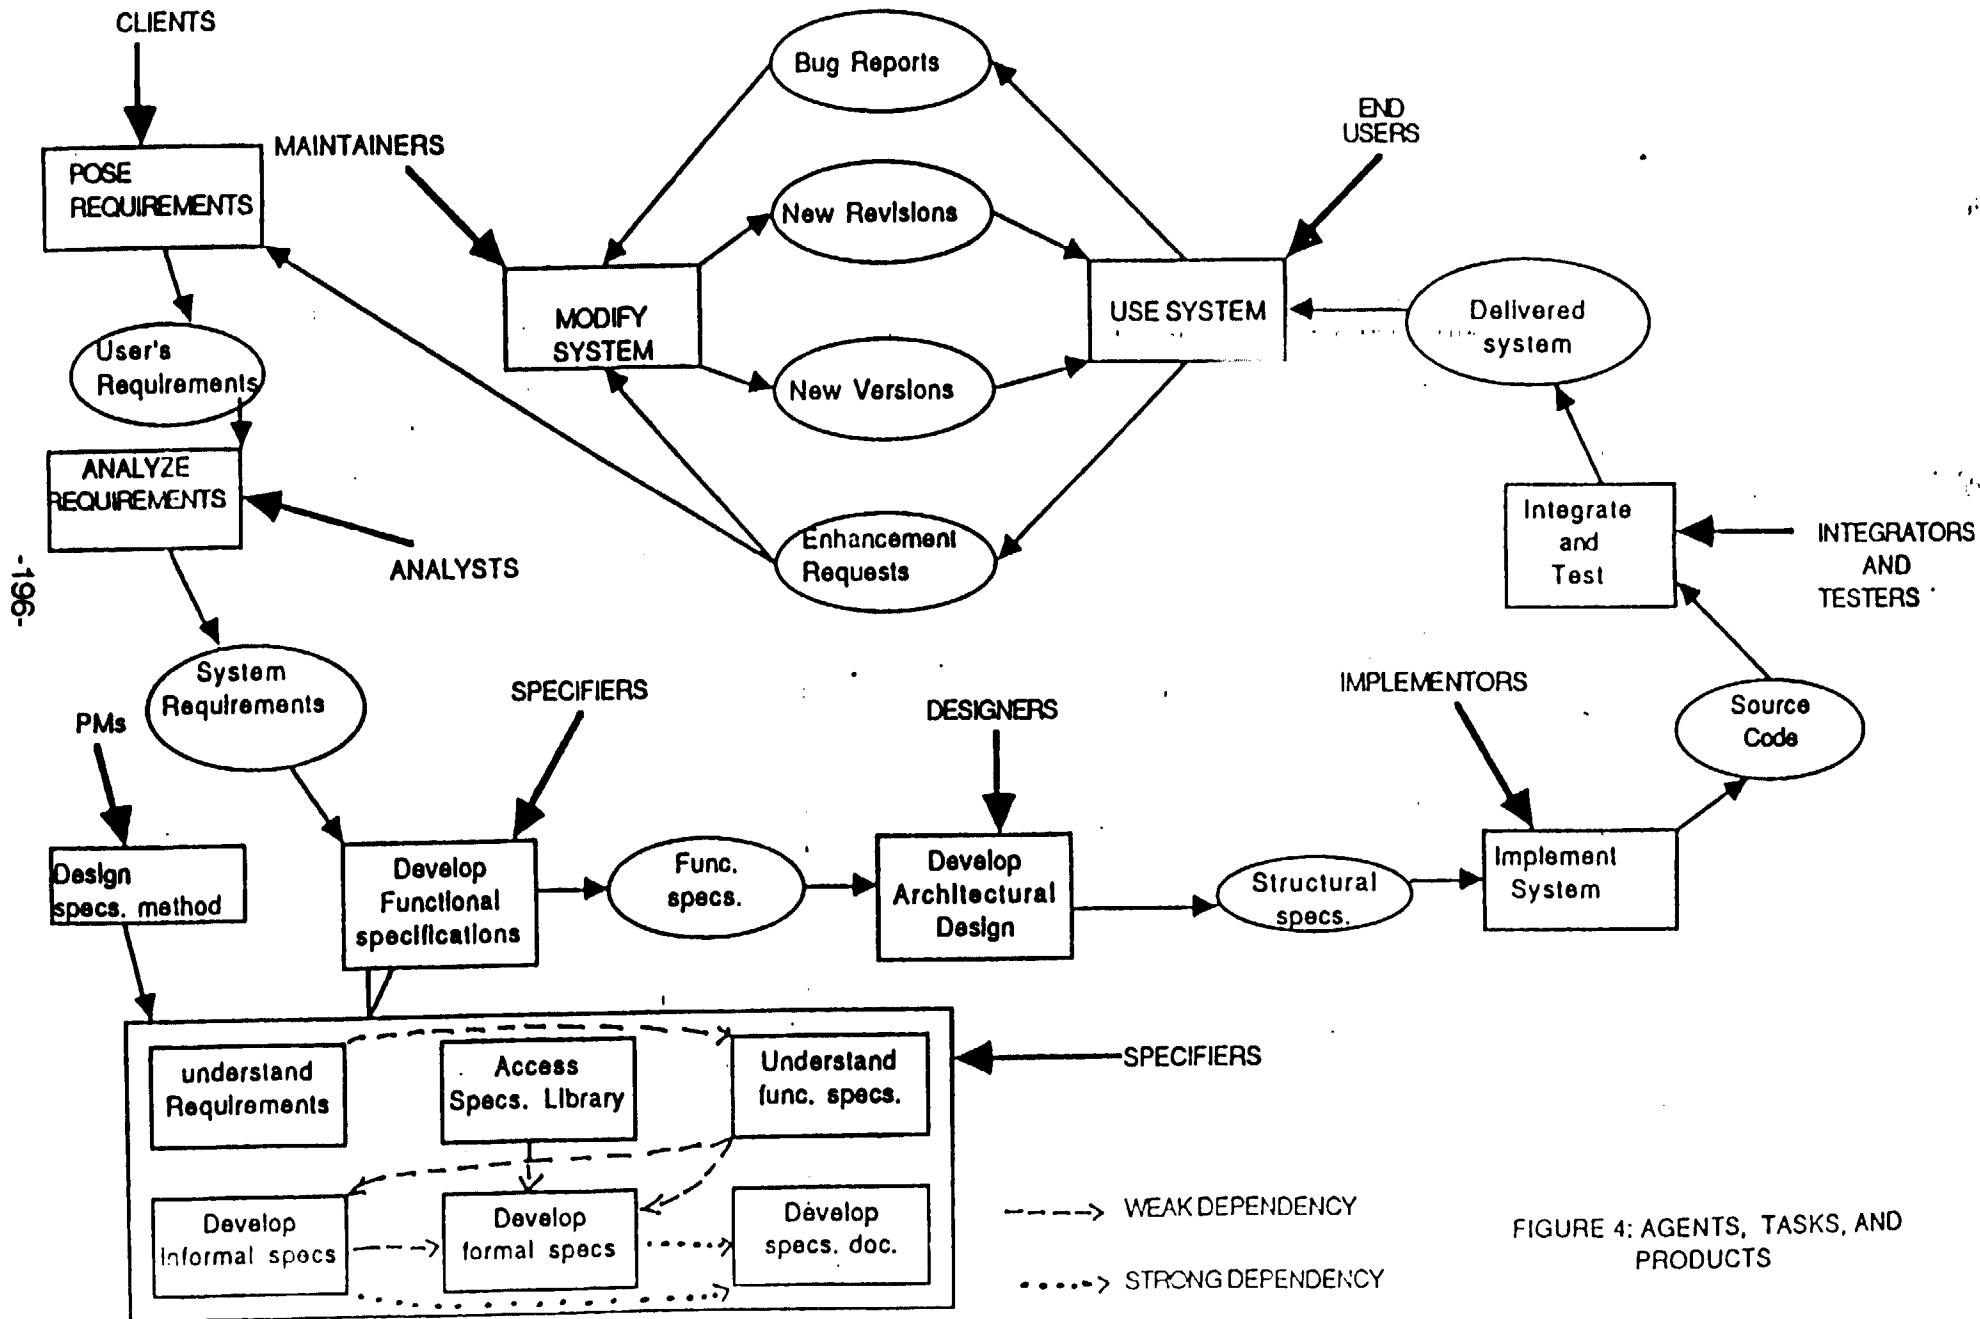 CLIENTS
Bug Reports
END
USERS
MAINTAINERS
POSE
REQUIREMENTS
New Revisions
MODIFY
SYSTEM
USE SYSTEM
Delivered
system
User's
Requirements
New Versions
ANALYZE
REQUIREMENTS
ANALYSTS
Enhancement
Requests
Integrate
and
Test
INTEGRATORS
AND
TESTERS
-196-
System
Requirements
SPECIFIERS
DESIGNERS
IMPLEMENTORS
Source
Code
PMs
Design
specs. method
Develop
Functional
specifications
Func.
specs.
Develop
Architectural
Design
Structural
specs.
Implement
System
understand
Requirements
Access
Specs. Library
Understand
func. specs.
SPECIFIERS
Develop
Informal specs
Develop
formal specs
Develop
specs. doc.
WEAK DEPENDENCY
STRONG DEPENDENCY
FIGURE 4: AGENTS, TASKS, AND
PRODUCTS